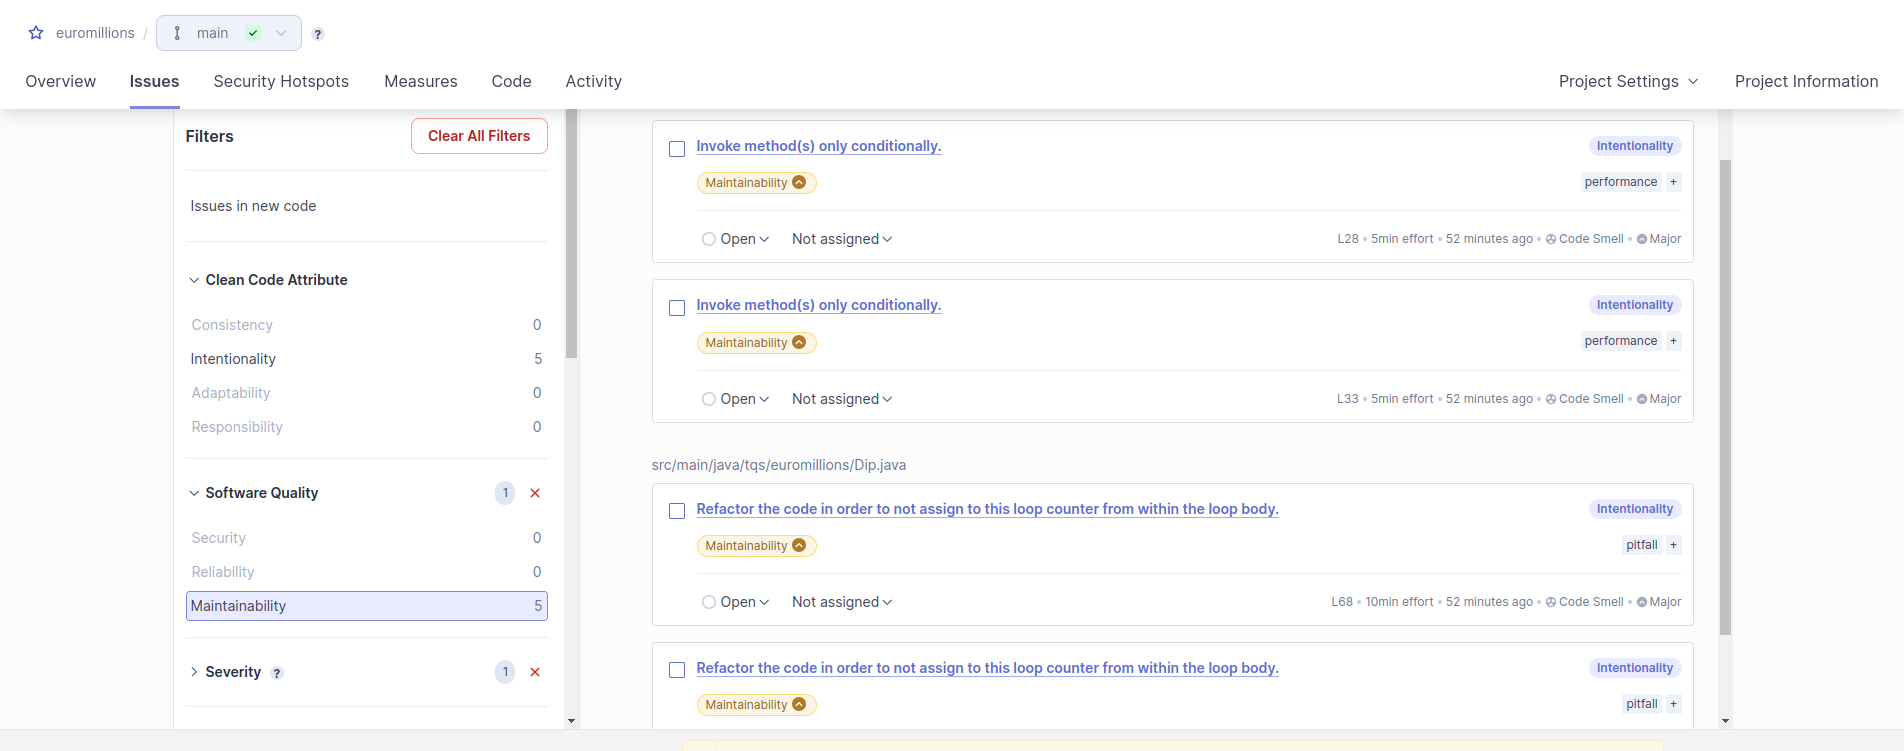 euromillions / main ?
Overview Issues Security Hotspots Measures Code Activity Project Settings Project Information
Filters Clear All Filters
Issues in new code
Clean Code Attribute
Consistency 0
Intentionality 5
Adaptability 0
Responsibility 0
Software Quality 1
Security 0
Reliability 0
Maintainability 5
Severity ? 1
Invoke method(s) only conditionally. Intentionality
Maintainability performance +
Open Not assigned L28 • 5min effort • 52 minutes ago • Code Smell • Major
Invoke method(s) only conditionally. Intentionality
Maintainability performance +
Open Not assigned L33 • 5min effort • 52 minutes ago • Code Smell • Major
src/main/java/tqs/euromillions/Dip.java
Refactor the code in order to not assign to this loop counter from within the loop body. Intentionality
Maintainability pitfall +
Open Not assigned L68 • 10min effort • 52 minutes ago • Code Smell • Major
Refactor the code in order to not assign to this loop counter from within the loop body. Intentionality
Maintainability pitfall +